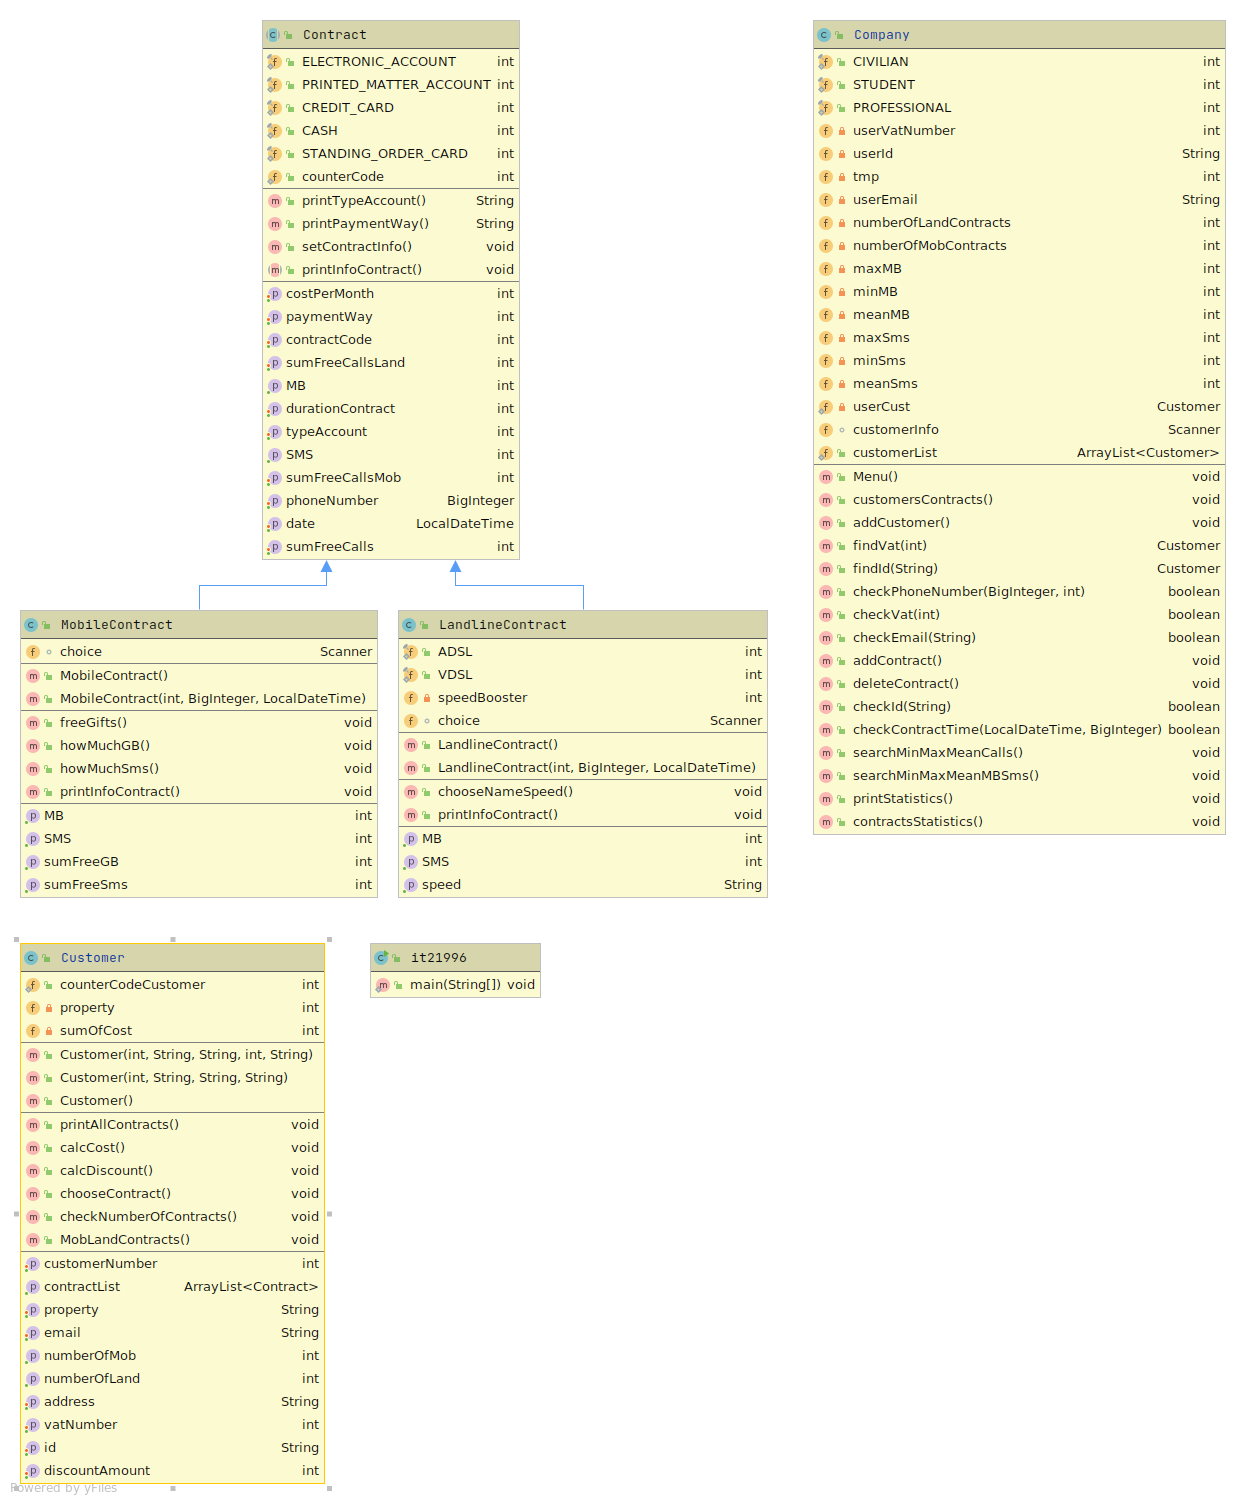 Contract
ELECTRONIC_ACCOUNT int
PRINTED_MATTER_ACCOUNT int
CREDIT_CARD int
CASH int
STANDING_ORDER_CARD int
counterCode int
printTypeAccount() String
printPaymentWay() String
setContractInfo() void
printInfoContract() void
costPerMonth int
paymentWay int
contractCode int
sumFreeCallsLand int
MB int
durationContract int
typeAccount int
SMS int
sumFreeCallsMob int
phoneNumber BigInteger
date LocalDateTime
sumFreeCalls int
Company
CIVILIAN int
STUDENT int
PROFESSIONAL int
userVatNumber int
userId String
tmp int
userEmail String
numberOfLandContracts int
numberOfMobContracts int
maxMB int
minMB int
meanMB int
maxSms int
minSms int
meanSms int
userCust Customer
customerInfo Scanner
customerList ArrayList<Customer>
Menu() void
customersContracts() void
addCustomer() void
findVat(int) Customer
findId(String) Customer
checkPhoneNumber(BigInteger, int) boolean
checkVat(int) boolean
checkEmail(String) boolean
addContract() void
deleteContract() void
checkId(String) boolean
checkContractTime(LocalDateTime, BigInteger) boolean
searchMinMaxMeanCalls() void
searchMinMaxMeanMBSms() void
printStatistics() void
contractsStatistics() void
MobileContract
choice Scanner
MobileContract()
MobileContract(int, BigInteger, LocalDateTime)
freeGifts() void
howMuchGB() void
howMuchSms() void
printInfoContract() void
MB int
SMS int
sumFreeGB int
sumFreeSms int
LandlineContract
ADSL int
VDSL int
speedBooster int
choice Scanner
LandlineContract()
LandlineContract(int, BigInteger, LocalDateTime)
chooseNameSpeed() void
printInfoContract() void
MB int
SMS int
speed String
Customer
counterCodeCustomer int
property int
sumOfCost int
Customer(int, String, String, int, String)
Customer(int, String, String, String)
Customer()
printAllContracts() void
calcCost() void
calcDiscount() void
chooseContract() void
checkNumberOfContracts() void
MobLandContracts() void
customerNumber int
contractList ArrayList<Contract>
property String
email String
numberOfMob int
numberOfLand int
address String
vatNumber int
id String
discountAmount int
it21996
main(String[]) void
Powered by yFiles